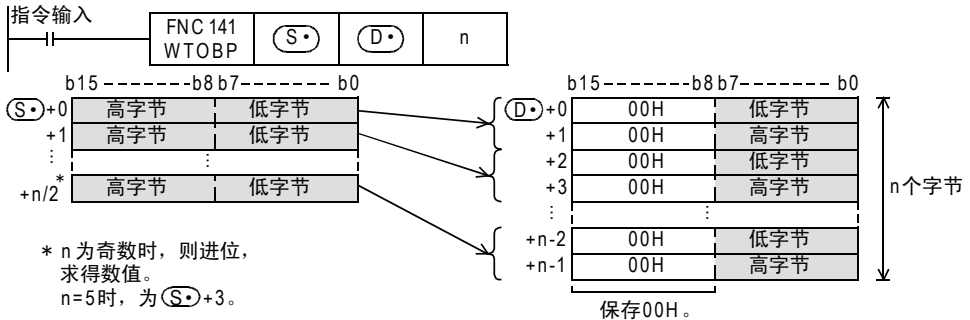 指令输入
FNC 141
WTOBP
S• D• n
b15 -------- b8 b7 ------ b0
S•+0 高字节 低字节
+1 高字节 低字节
⋮ ⋮
+n/2* 高字节 低字节
* n为奇数时，则进位，
求得数值。
n=5时，为S•+3。
b15 -------- b8 b7 ------ b0
D•+0 00H 低字节
+1 00H 高字节
+2 00H 低字节
+3 00H 高字节
⋮ ⋮
+n-2 00H 低字节
+n-1 00H 高字节
n个字节
保存00H。